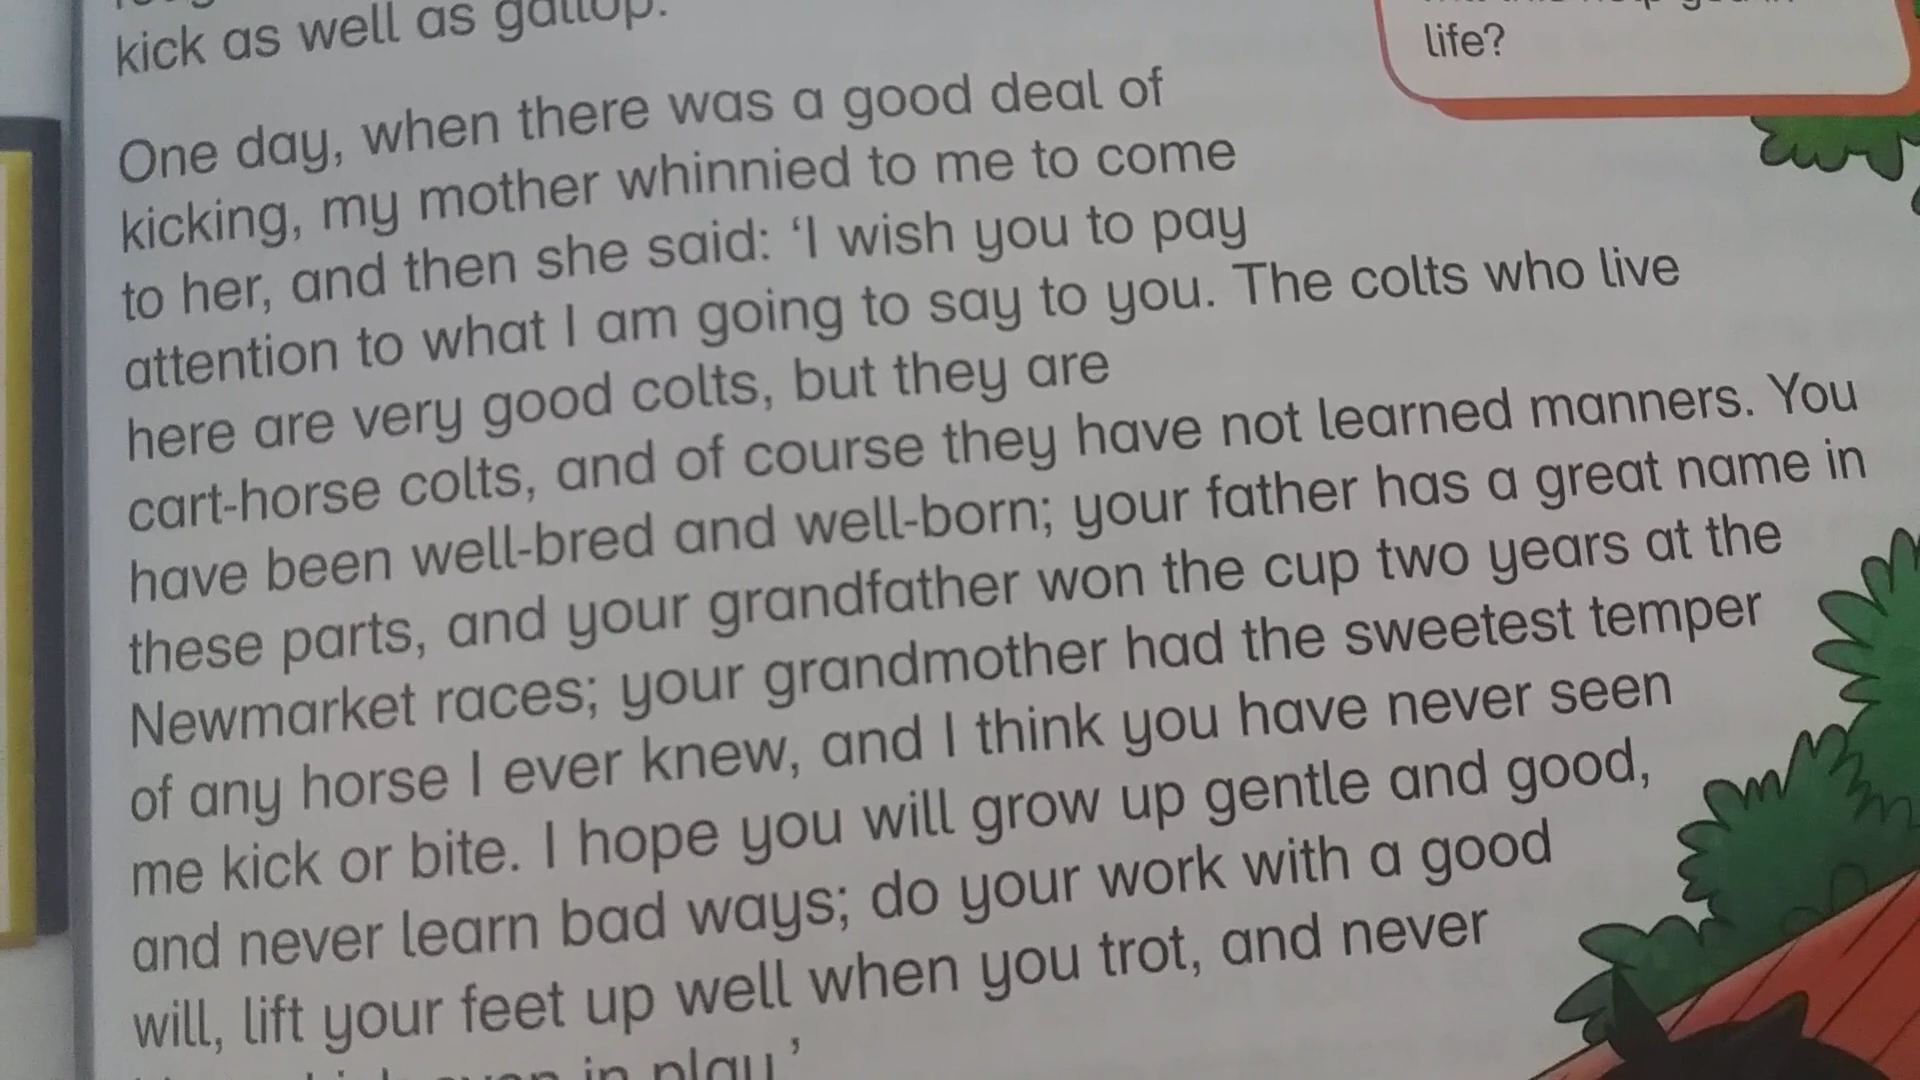 kick as well as gallop.
life?
One day, when there was a good deal of
kicking, my mother whinnied to me to come
to her, and then she said: ‘I wish you to pay
attention to what I am going to say to you. The colts who live
here are very good colts, but they are
cart-horse colts, and of course they have not learned manners. You
have been well-bred and well-born; your father has a great name in
these parts, and your grandfather won the cup two years at the
Newmarket races; your grandmother had the sweetest temper
of any horse I ever knew, and I think you have never seen
me kick or bite. I hope you will grow up gentle and good,
and never learn bad ways; do your work with a good
will, lift your feet up well when you trot, and never
even in play.’